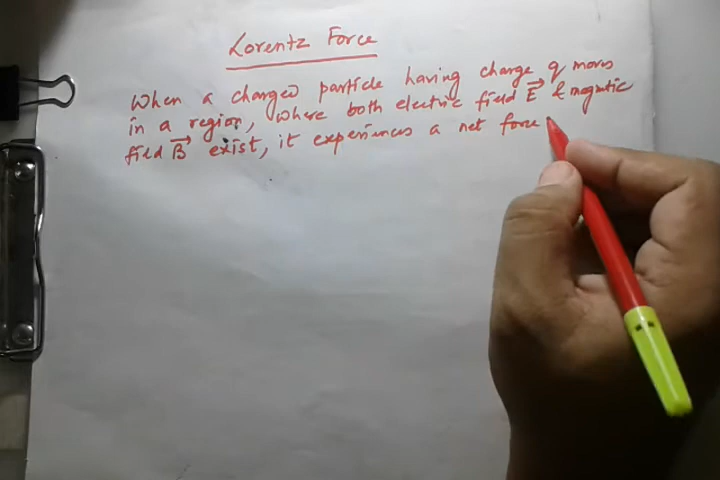 Lorentz Force
When a charged particle having charge q moves
in a region, where both electric field E⃗ & magnetic
field B⃗ exist, it experiences a net force